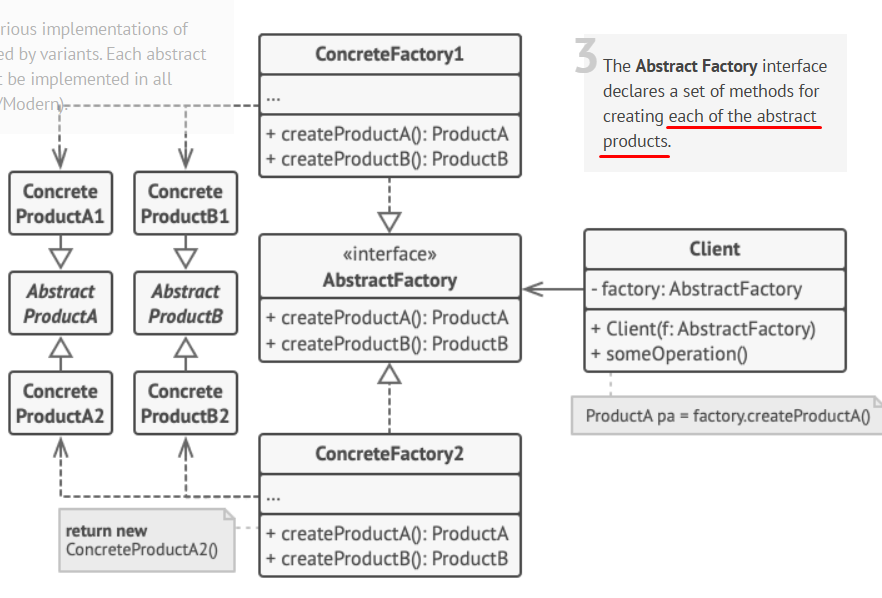 rious implementations of
ed by variants. Each abstract
t be implemented in all
/Modern).
ConcreteFactory1
...
+ createProductA(): ProductA
+ createProductB(): ProductB
3
The Abstract Factory interface
declares a set of methods for
creating each of the abstract
products.
Concrete
ProductA1
Concrete
ProductB1
Abstract
ProductA
Abstract
ProductB
Concrete
ProductA2
Concrete
ProductB2
«interface»
AbstractFactory
+ createProductA(): ProductA
+ createProductB(): ProductB
Client
- factory: AbstractFactory
+ Client(f: AbstractFactory)
+ someOperation()
ProductA pa = factory.createProductA()
ConcreteFactory2
...
+ createProductA(): ProductA
+ createProductB(): ProductB
return new
ConcreteProductA2()